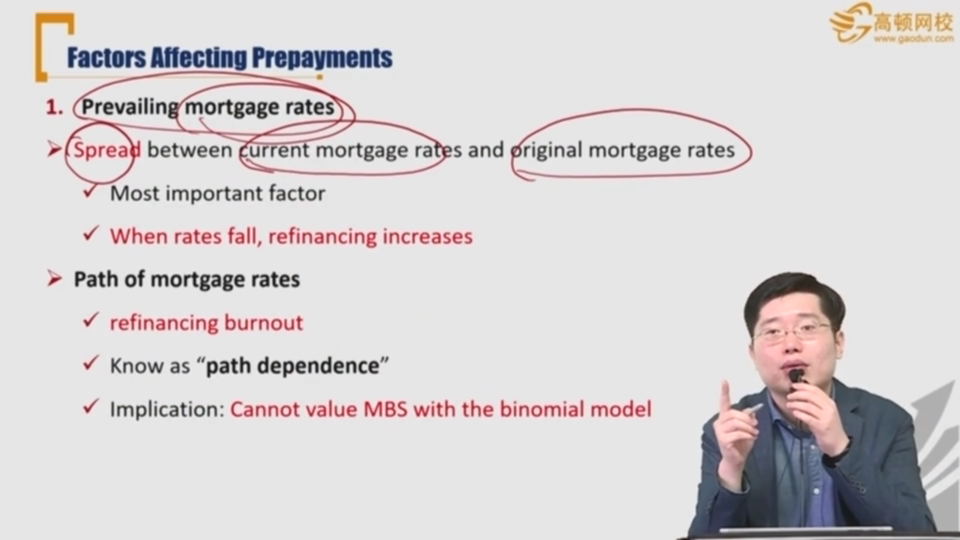 高顿网校
www.gaodun.com
Factors Affecting Prepayments
1. Prevailing mortgage rates
Spread between current mortgage rates and original mortgage rates
Most important factor
When rates fall, refinancing increases
Path of mortgage rates
refinancing burnout
Know as “path dependence”
Implication: Cannot value MBS with the binomial model